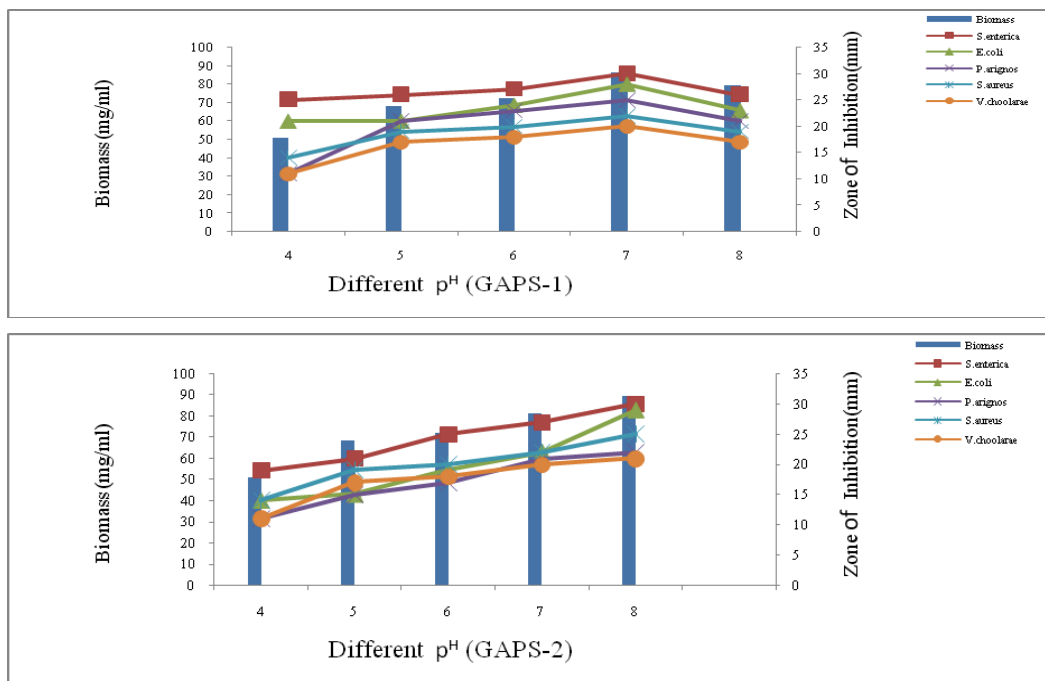 Biomass
S.enterica
E.coli
P.arignos
S.aureus
V.choolarae
Biomass (mg/ml)
100
90
80
70
60
50
40
30
20
10
0
35
30
25
20
15
10
5
0
Zone of Inhibition(mm)
4 5 6 7 8
Different pᴴ (GAPS-1)
Biomass
S.enterica
E.coli
P.arignos
S.aureus
V.choolarae
Biomass (mg/ml)
100
90
80
70
60
50
40
30
20
10
0
35
30
25
20
15
10
5
0
Zone of Inhibition(mm)
4 5 6 7 8
Different pᴴ (GAPS-2)